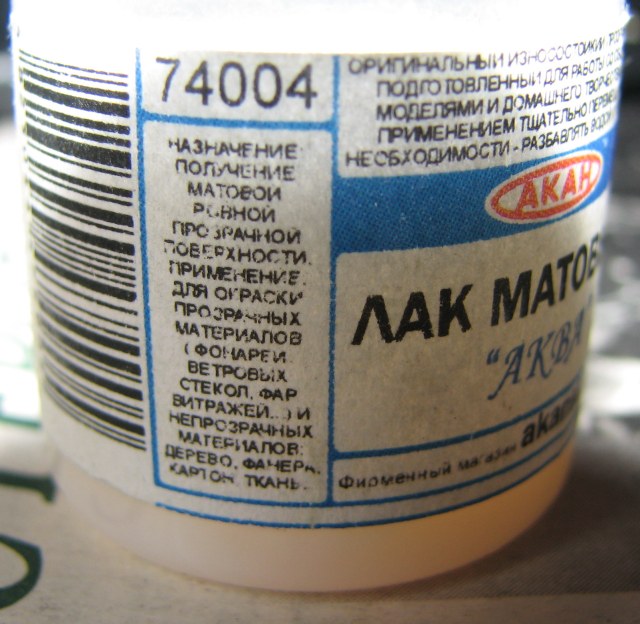 74004
НАЗНАЧЕНИЕ:
ПОЛУЧЕНИЕ
МАТОВОЙ
РОВНОЙ
ПРОЗРАЧНОЙ
ПОВЕРХНОСТИ.
ПРИМЕНЕНИЕ:
ДЛЯ ОКРАСКИ
ПРОЗРАЧНЫХ
МАТЕРИАЛОВ
(ФОНАРЕЙ,
ВЕТРОВЫХ
СТЕКОЛ, ФАР
ВИТРАЖЕЙ...) И
НЕПРОЗРАЧНЫХ
МАТЕРИАЛОВ:
ДЕРЕВО, ФАНЕРА,
КАРТОН, ТКАНЬ.
ОРИГИНАЛЬНЫЙ ИЗНОСОСТОЙКИЙ
ПОДГОТОВЛЕННЫЙ ДЛЯ РАБОТЫ
МОДЕЛЯМИ И ДОМАШНЕГО
ПРИМЕНЕНИЕМ ТЩАТЕЛЬНО
НЕОБХОДИМОСТИ - РАЗБАВЛЯТЬ ВОДОЙ
АКАН
ЛАК МАТОВ
"АКВА
akan
Фирменный магазин